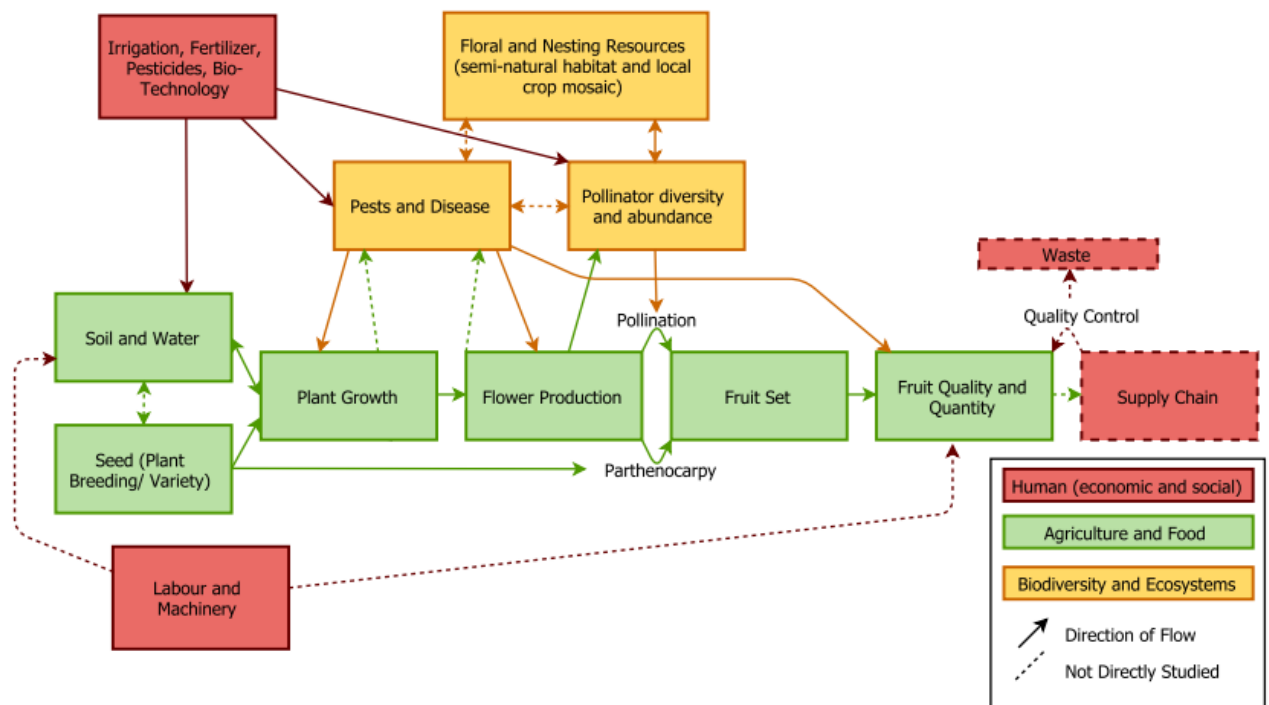 Irrigation, Fertilizer,
Pesticides, Bio-
Technology
Floral and Nesting Resources
(semi-natural habitat and local
crop mosaic)
Pests and Disease
Pollinator diversity
and abundance
Waste
Quality Control
Pollination
Soil and Water
Plant Growth
Flower Production
Fruit Set
Fruit Quality and
Quantity
Supply Chain
Seed (Plant
Breeding/ Variety)
Parthenocarpy
Labour and
Machinery
Human (economic and social)
Agriculture and Food
Biodiversity and Ecosystems
Direction of Flow
Not Directly Studied